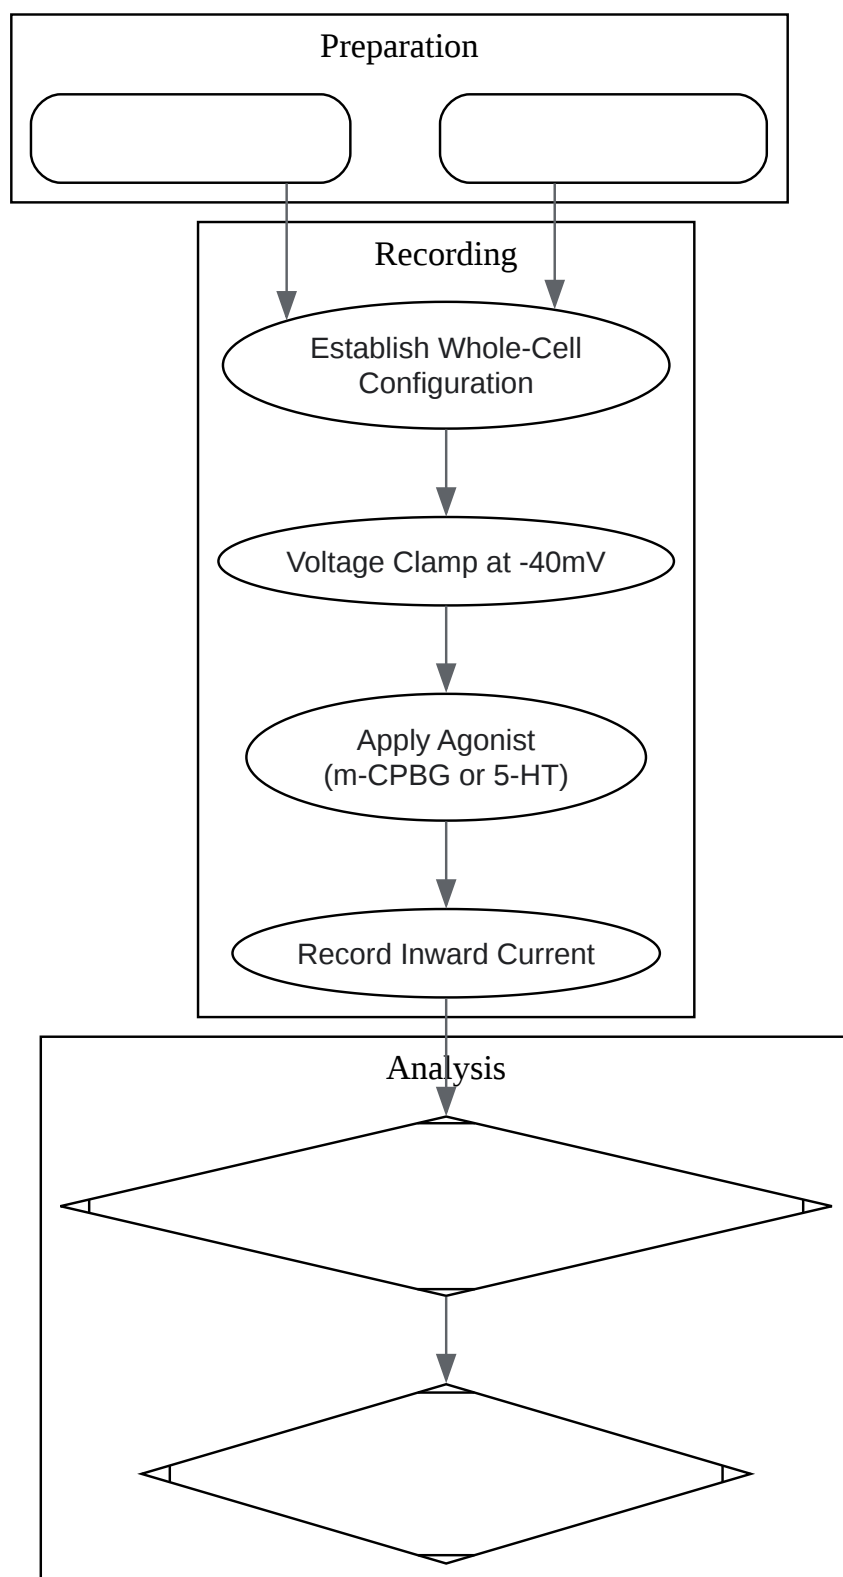 Preparation
Recording
Establish Whole-Cell
Configuration
Voltage Clamp at -40mV
Apply Agonist
(m-CPBG or 5-HT)
Record Inward Current
Analysis